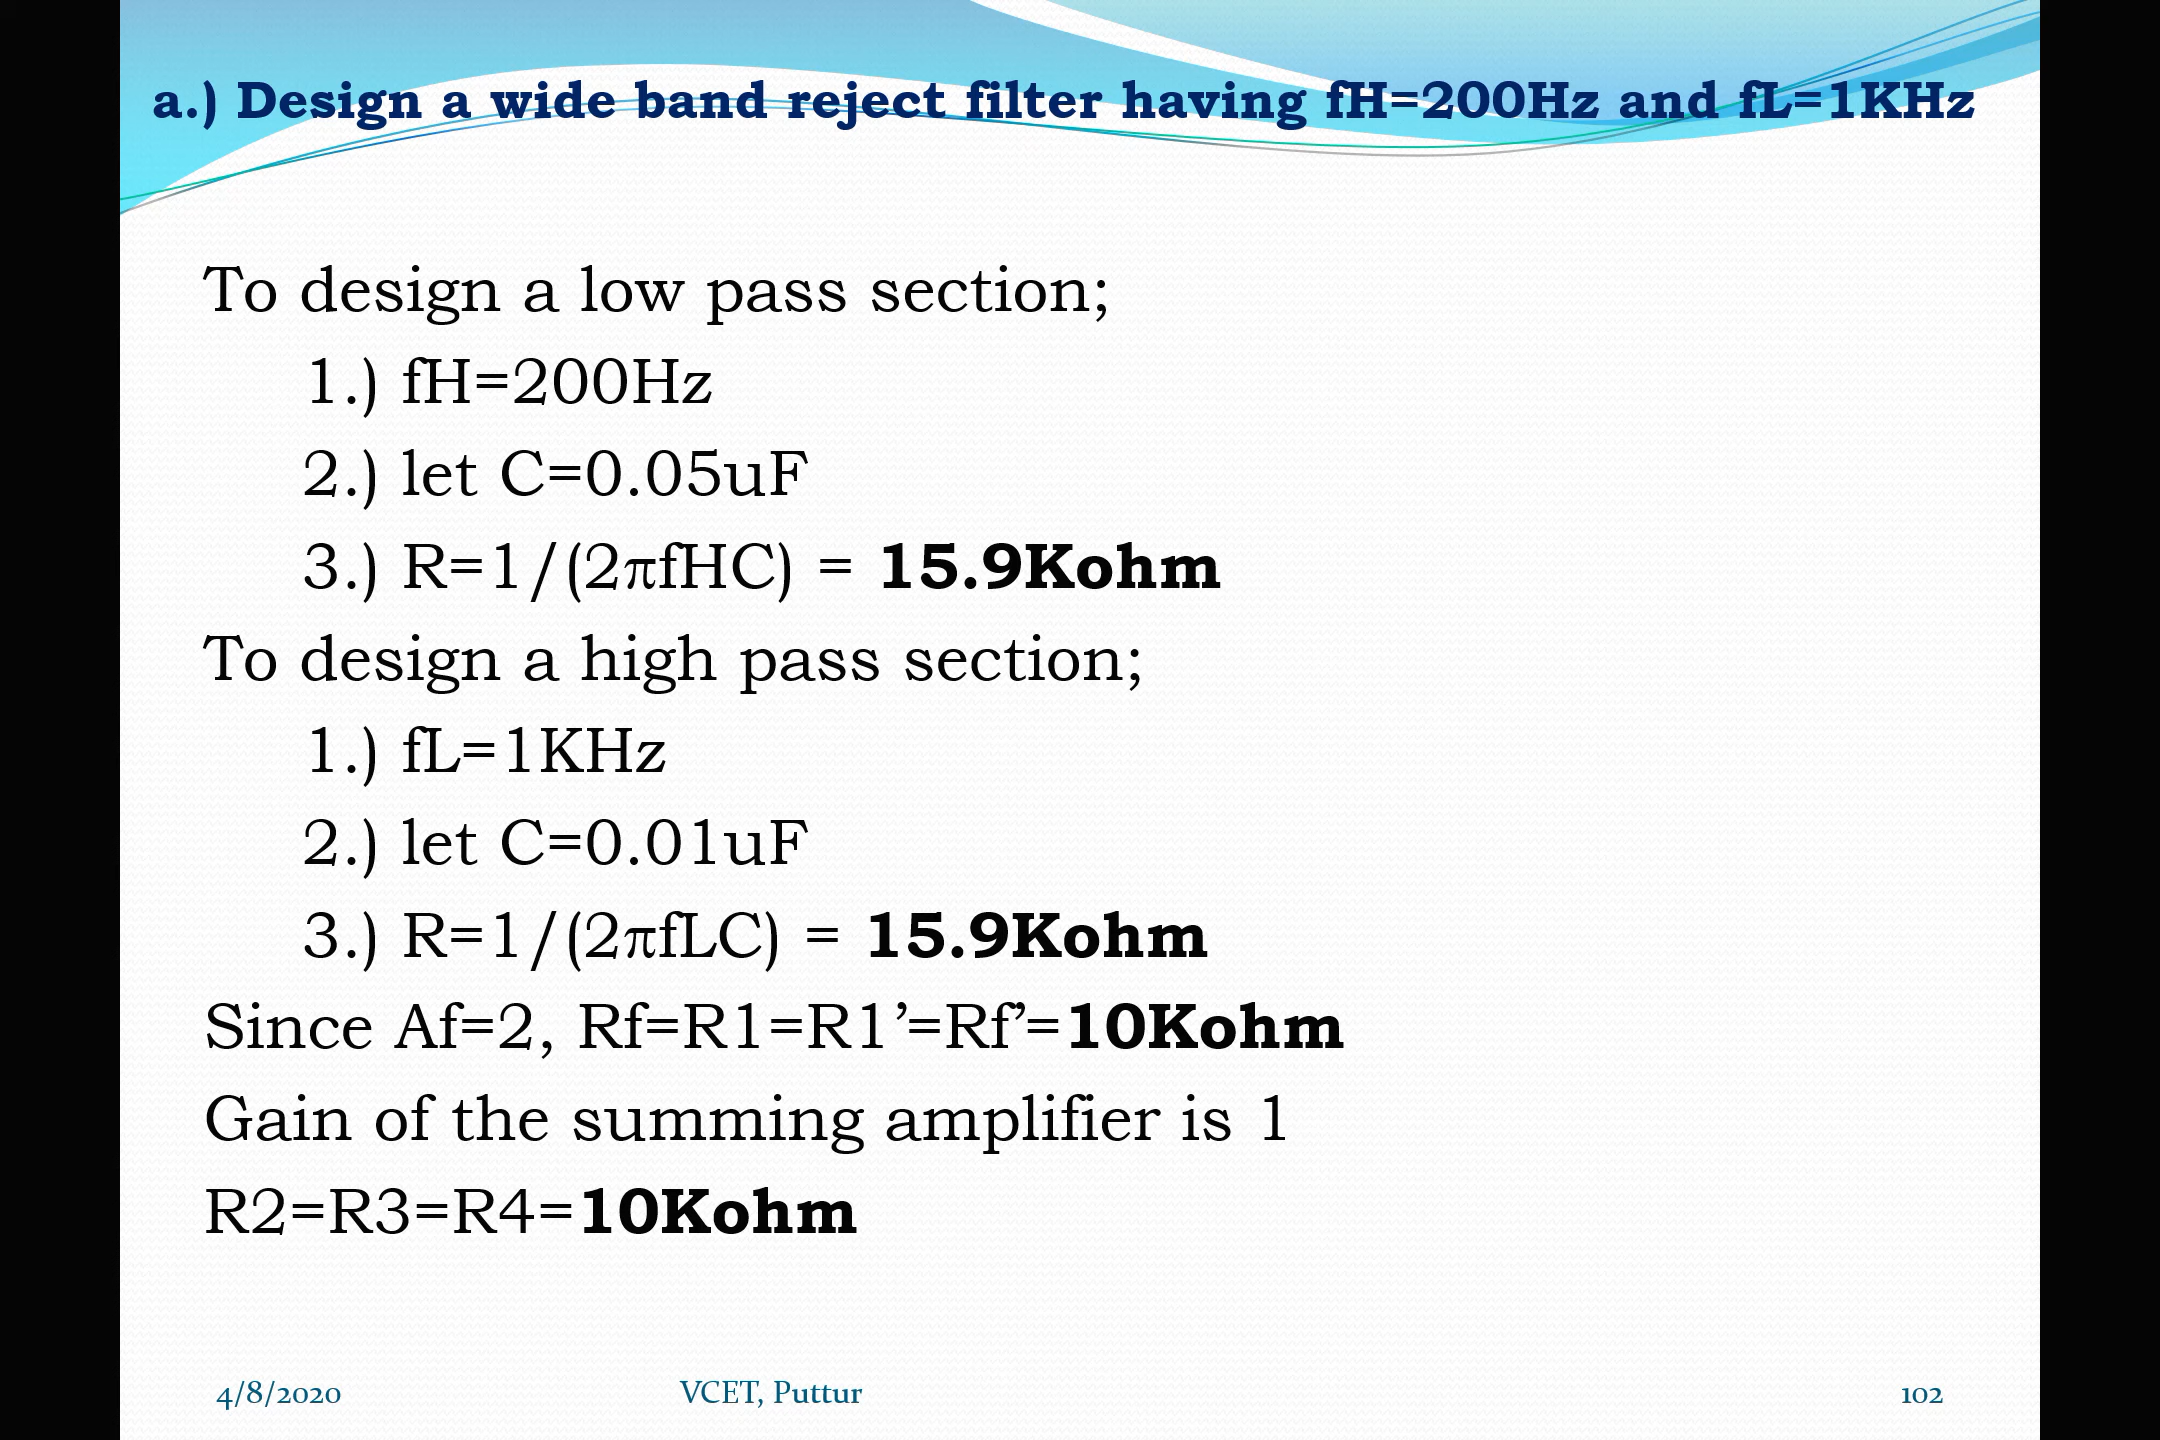 a.) Design a wide band reject filter having fH=200Hz and fL=1KHz
To design a low pass section;
1.) fH=200Hz
2.) let C=0.05uF
3.) R=1/(2πfHC) = 15.9Kohm
To design a high pass section;
1.) fL=1KHz
2.) let C=0.01uF
3.) R=1/(2πfLC) = 15.9Kohm
Since Af=2, Rf=R1=R1’=Rf’=10Kohm
Gain of the summing amplifier is 1
R2=R3=R4=10Kohm
4/8/2020 VCET, Puttur 102